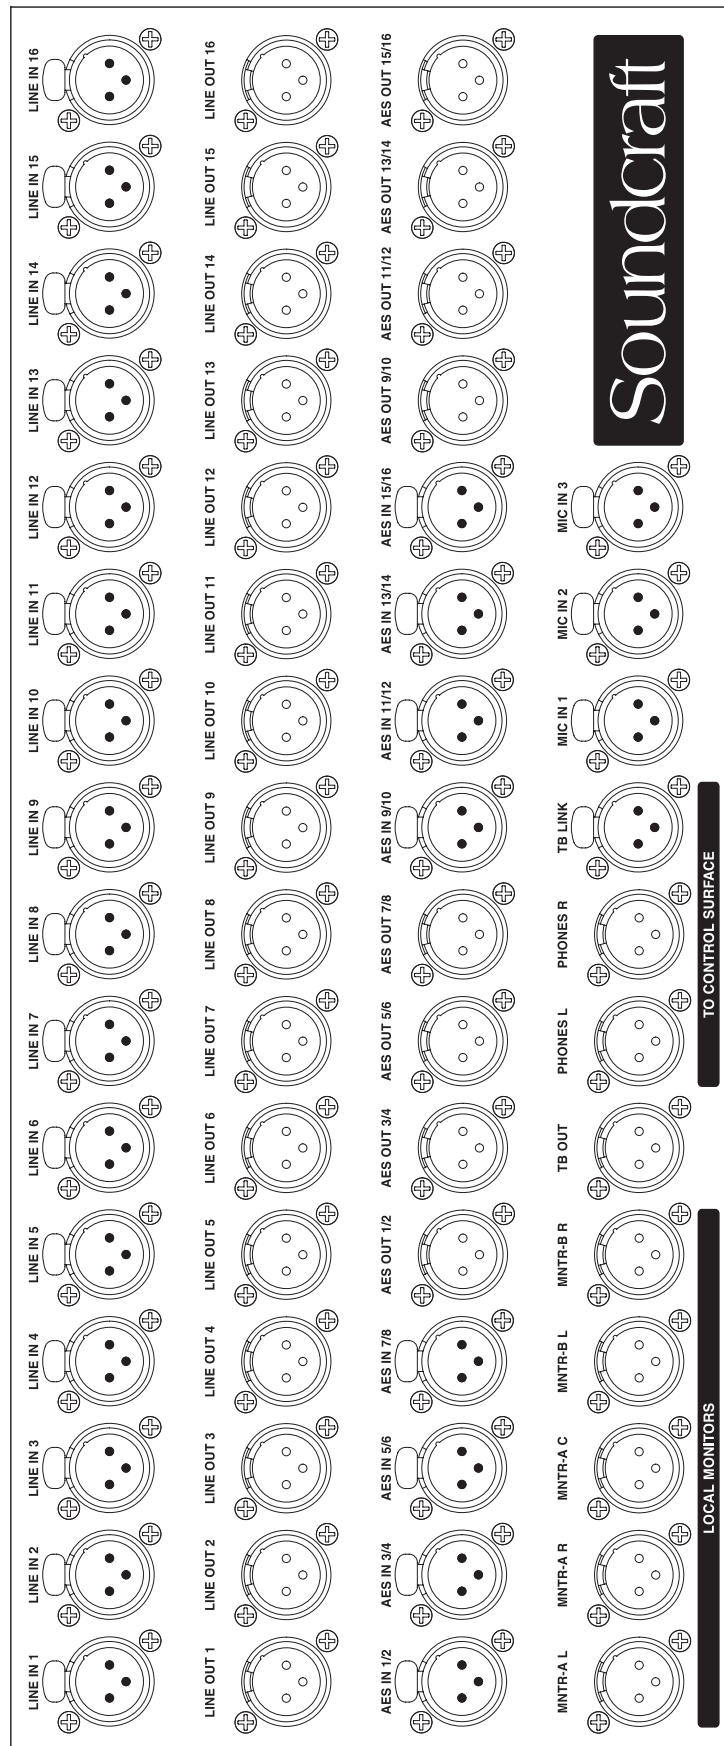 LINE IN 1
LINE IN 2
LINE IN 3
LINE IN 4
LINE IN 5
LINE IN 6
LINE IN 7
LINE IN 8
LINE IN 9
LINE IN 10
LINE IN 11
LINE IN 12
LINE IN 13
LINE IN 14
LINE IN 15
LINE IN 16
LINE OUT 1
LINE OUT 2
LINE OUT 3
LINE OUT 4
LINE OUT 5
LINE OUT 6
LINE OUT 7
LINE OUT 8
LINE OUT 9
LINE OUT 10
LINE OUT 11
LINE OUT 12
LINE OUT 13
LINE OUT 14
LINE OUT 15
LINE OUT 16
AES IN 1/2
AES IN 3/4
AES IN 5/6
AES IN 7/8
AES OUT 1/2
AES OUT 3/4
AES OUT 5/6
AES OUT 7/8
AES IN 9/10
AES IN 11/12
AES IN 13/14
AES IN 15/16
AES OUT 9/10
AES OUT 11/12
AES OUT 13/14
AES OUT 15/16
MNTR-A L
MNTR-A R
MNTR-A C
MNTR-B L
MNTR-B R
TB OUT
PHONES L
PHONES R
TB LINK
MIC IN 1
MIC IN 2
MIC IN 3
Soundcraft
LOCAL MONITORS
TO CONTROL SURFACE